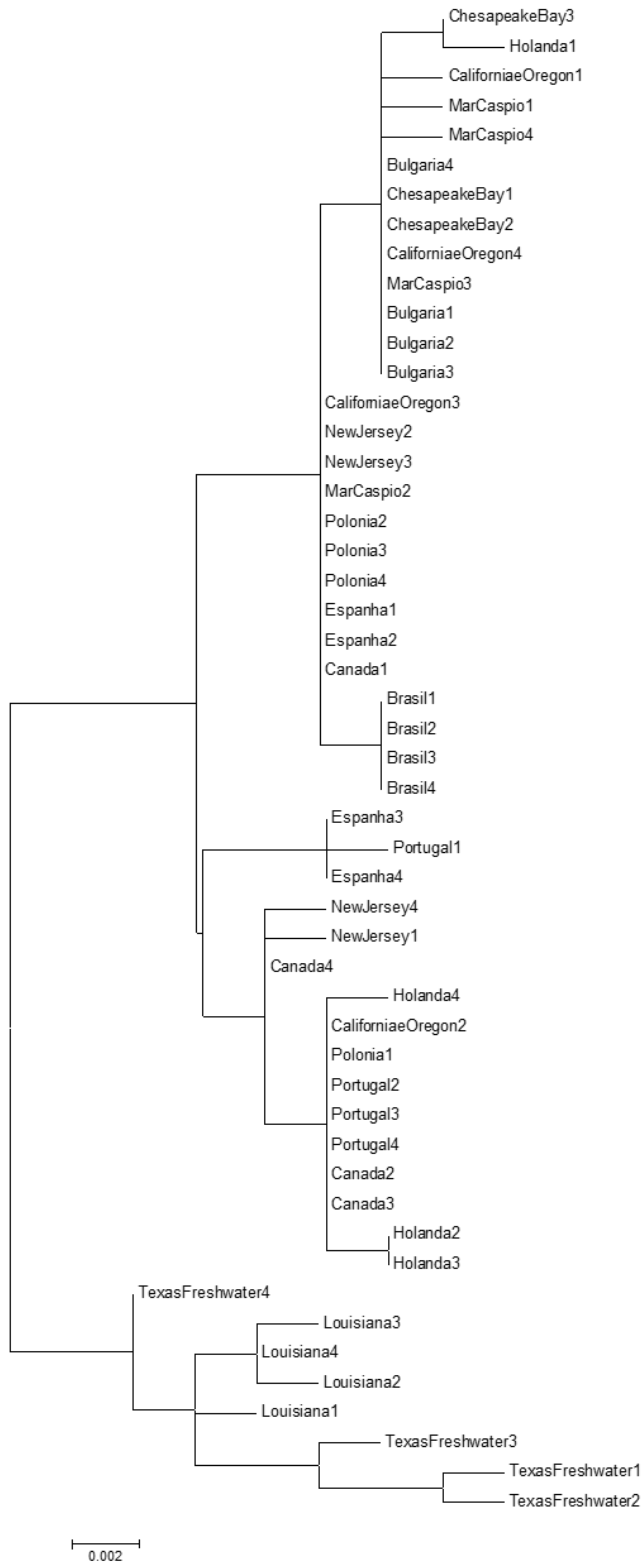 ChesapeakeBay3
Holanda1
CaliforniaeOregon1
MarCaspio1
MarCaspio4
Bulgaria4
ChesapeakeBay1
ChesapeakeBay2
CaliforniaeOregon4
MarCaspio3
Bulgaria1
Bulgaria2
Bulgaria3
CaliforniaeOregon3
NewJersey2
NewJersey3
MarCaspio2
Polonia2
Polonia3
Polonia4
Espanha1
Espanha2
Canada1
Brasil1
Brasil2
Brasil3
Brasil4
Espanha3
Portugal1
Espanha4
NewJersey4
NewJersey1
Canada4
Holanda4
CaliforniaeOregon2
Polonia1
Portugal2
Portugal3
Portugal4
Canada2
Canada3
Holanda2
Holanda3
TexasFreshwater4
Louisiana3
Louisiana4
Louisiana2
Louisiana1
TexasFreshwater3
TexasFreshwater1
TexasFreshwater2
0.002